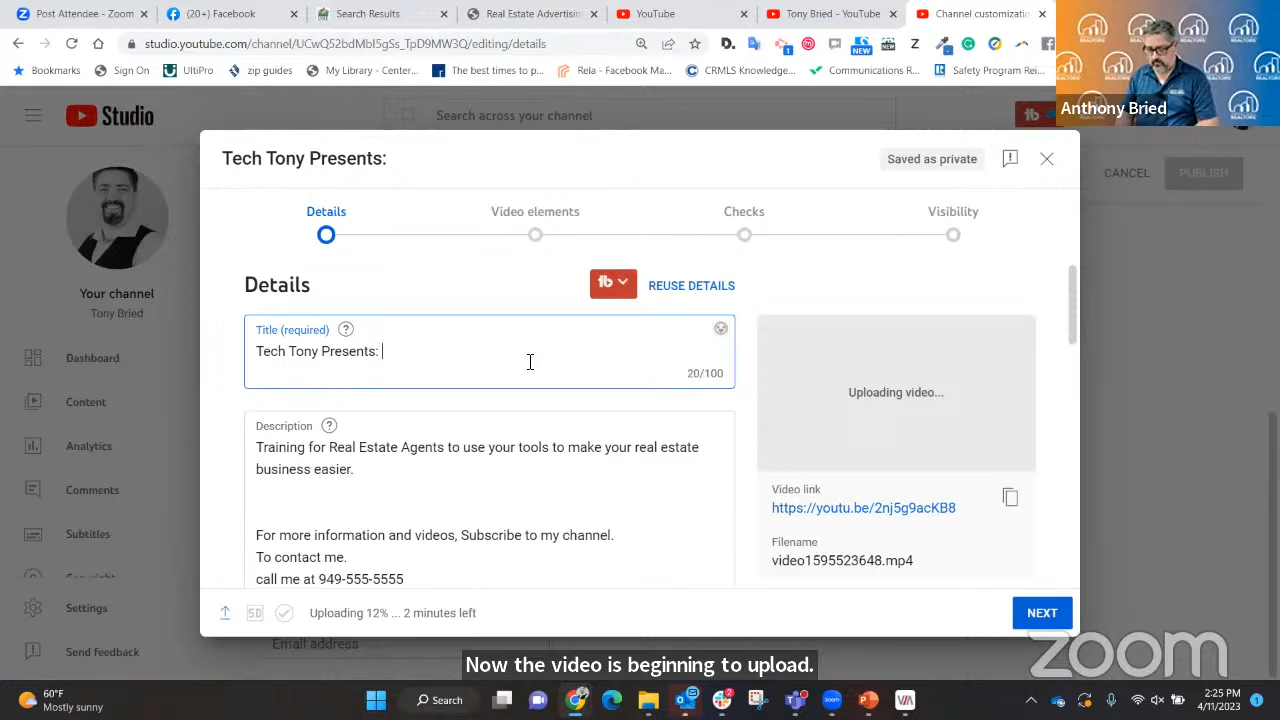 Post Attendee - Zoom
(20+) Facebook
Search Results
Real Estate Advertisin
YouTube
Tony Bried - YouTube
Channel customizatio
studio.youtube.com/channel/
/editing/details
NEW
NEW
Bookmarks
Sign On
UltiPro
zip guides
My Listing Center...
The best times to p...
Rela - Facebook Ma...
CRMLS Knowledge...
Communications R...
Safety Program Rei
REALTORS
Anthony Bried
Studio
Search across your channel
Tech Tony Presents:
Saved as private
CANCEL
PUBLISH
Details
Video elements
Checks
Visibility
Your channel
Tony Bried
Details
REUSE DETAILS
Title (required)
Tech Tony Presents:
20/100
Uploading video...
Dashboard
Content
Analytics
Comments
Subtitles
Copyright
Settings
Send feedback
Description
Training for Real Estate Agents to use your tools to make your real estate
business easier.
For more information and videos, Subscribe to my channel.
To contact me.
call me at 949-555-5555
Video link
https://youtu.be/2nj5g9acKB8
Filename
video1595523648.mp4
SD
Uploading 12% ... 2 minutes left
NEXT
Email address
zoom
Now the video is beginning to upload.
60°F
Mostly sunny
Search
2:25 PM
4/11/2023